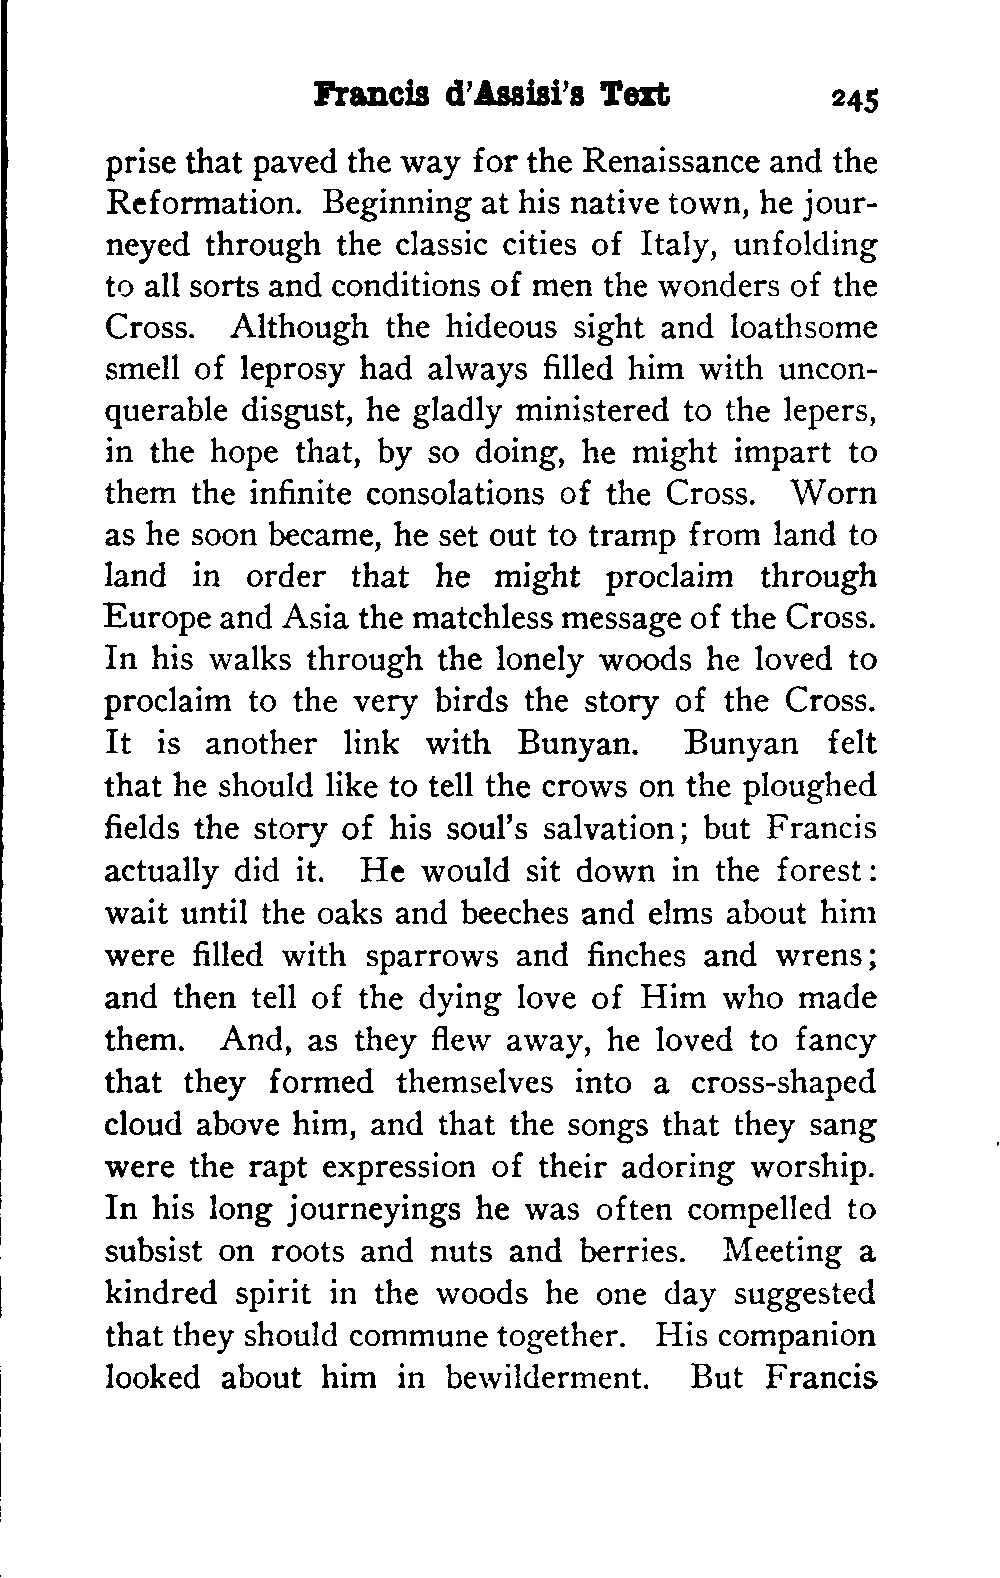 Francis d'Assisi's Text 245
prise that paved the way for the Renaissance and the
Reformation. Beginning at his native town, he jour-
neyed through the classic cities of Italy, unfolding
to all sorts and conditions of men the wonders of the
Cross. Although the hideous sight and loathsome
smell of leprosy had always filled him with uncon-
querable disgust, he gladly ministered to the lepers,
in the hope that, by so doing, he might impart to
them the infinite consolations of the Cross. Worn
as he soon became, he set out to tramp from land to
land in order that he might proclaim through
Europe and Asia the matchless message of the Cross.
In his walks through the lonely woods he loved to
proclaim to the very birds the story of the Cross.
It is another link with Bunyan. Bunyan felt
that he should like to tell the crows on the ploughed
fields the story of his soul's salvation; but Francis
actually did it. He would sit down in the forest:
wait until the oaks and beeches and elms about him
were filled with sparrows and finches and wrens;
and then tell of the dying love of Him who made
them. And, as they flew away, he loved to fancy
that they formed themselves into a cross-shaped
cloud above him, and that the songs that they sang
were the rapt expression of their adoring worship.
In his long journeyings he was often compelled to
subsist on roots and nuts and berries. Meeting a
kindred spirit in the woods he one day suggested
that they should commune together. His companion
looked about him in bewilderment. But Francis